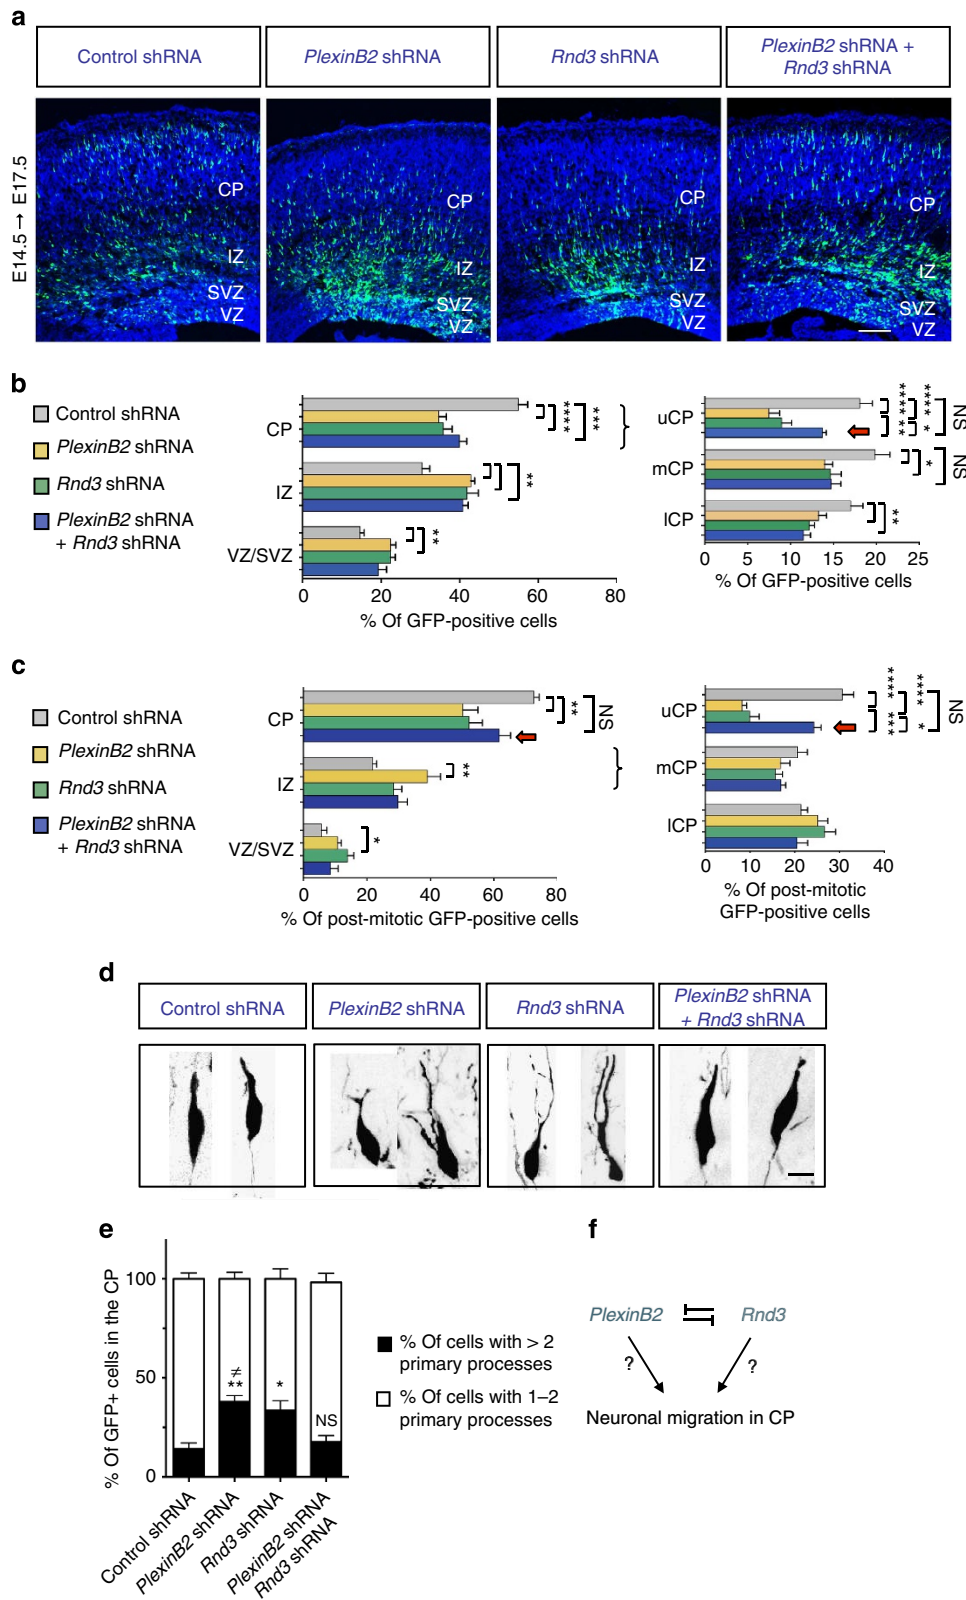 a
Control shRNA
PlexinB2 shRNA
Rnd3 shRNA
PlexinB2 shRNA +
Rnd3 shRNA
E14.5 → E17.5
CP
IZ
SVZ
VZ
CP
IZ
SVZ
VZ
CP
IZ
SVZ
VZ
CP
IZ
SVZ
VZ
b
Control shRNA
PlexinB2 shRNA
Rnd3 shRNA
PlexinB2 shRNA
+ Rnd3 shRNA
CP
IZ
VZ/SVZ
**** ***
**
**
0 20 40 60 80
% Of GFP-positive cells
uCP
mCP
lCP
NS
*
NS
*
**
0 5 10 15 20 25
% Of GFP-positive cells
c
Control shRNA
PlexinB2 shRNA
Rnd3 shRNA
PlexinB2 shRNA
+ Rnd3 shRNA
CP
IZ
VZ/SVZ
** NS
**
*
0 20 40 60 80
% Of post-mitotic GFP-positive cells
uCP
mCP
lCP
**** **** NS
*** *
0 10 20 30 40
% Of post-mitotic
GFP-positive cells
d
Control shRNA
PlexinB2 shRNA
Rnd3 shRNA
PlexinB2 shRNA
+ Rnd3 shRNA
e
% Of GFP+ cells in the CP
100
50
0
≠
**
*
NS
Control shRNA
PlexinB2 shRNA
Rnd3 shRNA
PlexinB2 shRNA
Rnd3 shRNA
% Of cells with > 2
primary processes
% Of cells with 1–2
primary processes
f
PlexinB2 Rnd3
? ?
Neuronal migration in CP